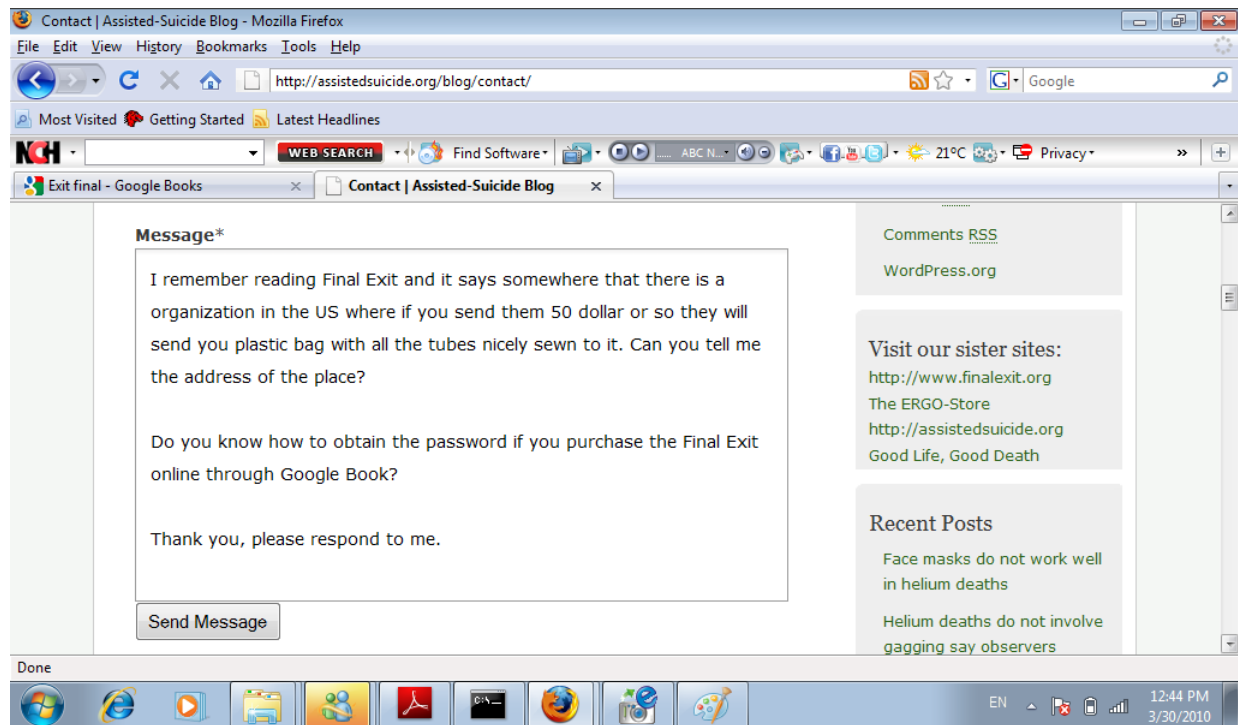 Contact | Assisted-Suicide Blog - Mozilla Firefox
File Edit View History Bookmarks Tools Help
http://assistedsuicide.org/blog/contact/ Google
Most Visited Getting Started Latest Headlines
NCH WEB SEARCH Find Software ABC N... 21°C Privacy »
Exit final - Google Books Contact | Assisted-Suicide Blog
Message*
I remember reading Final Exit and it says somewhere that there is a
organization in the US where if you send them 50 dollar or so they will
send you plastic bag with all the tubes nicely sewn to it. Can you tell me
the address of the place?
Do you know how to obtain the password if you purchase the Final Exit
online through Google Book?
Thank you, please respond to me.
Send Message
Comments RSS
WordPress.org
Visit our sister sites:
http://www.finalexit.org
The ERGO-Store
http://assistedsuicide.org
Good Life, Good Death
Recent Posts
Face masks do not work well
in helium deaths
Helium deaths do not involve
gagging say observers
Done
EN 12:44 PM
3/30/2010